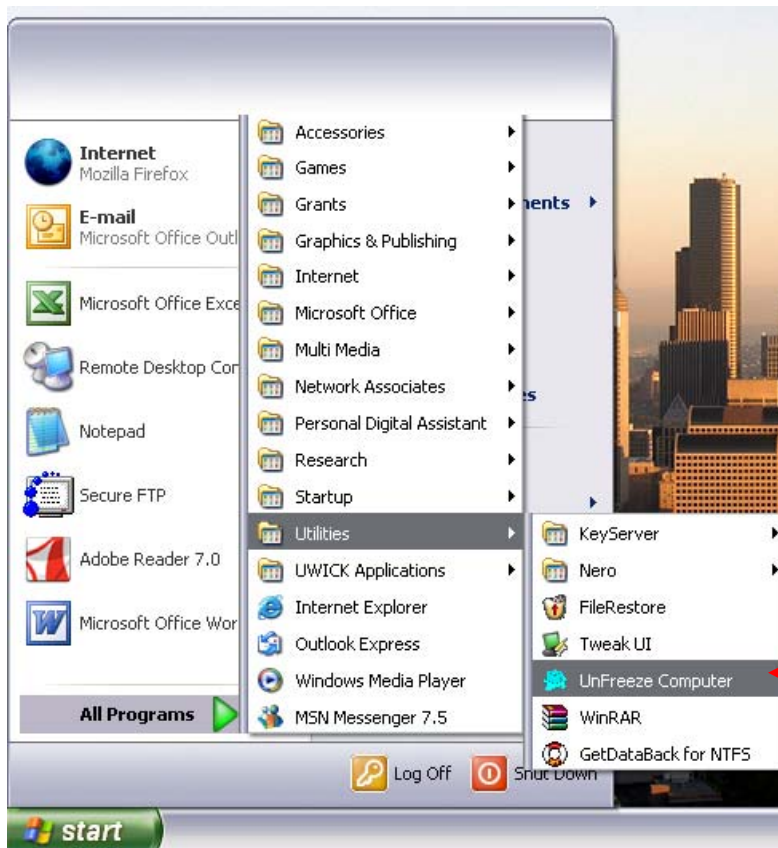 Internet
Mozilla Firefox
E-mail
Microsoft Office Outl
Microsoft Office Exce
Remote Desktop Con
Notepad
Secure FTP
Adobe Reader 7.0
Microsoft Office Wor
All Programs
Accessories
Games
Grants
Graphics & Publishing
Internet
Microsoft Office
Multi Media
Network Associates
Personal Digital Assistant
Research
Startup
Utilities
UWICK Applications
Internet Explorer
Outlook Express
Windows Media Player
MSN Messenger 7.5
ments
es
KeyServer
Nero
FileRestore
Tweak UI
UnFreeze Computer
WinRAR
GetDataBack for NTFS
Log Off
Shut Down
start